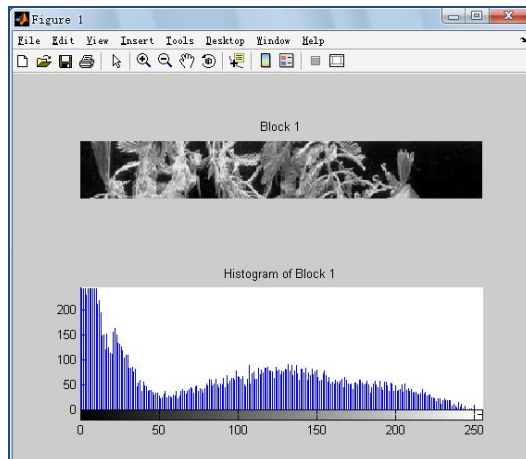 Figure 1
File Edit View Insert Tools Desktop Window Help
Block 1
Histogram of Block 1
200
150
100
50
0
0 50 100 150 200 250